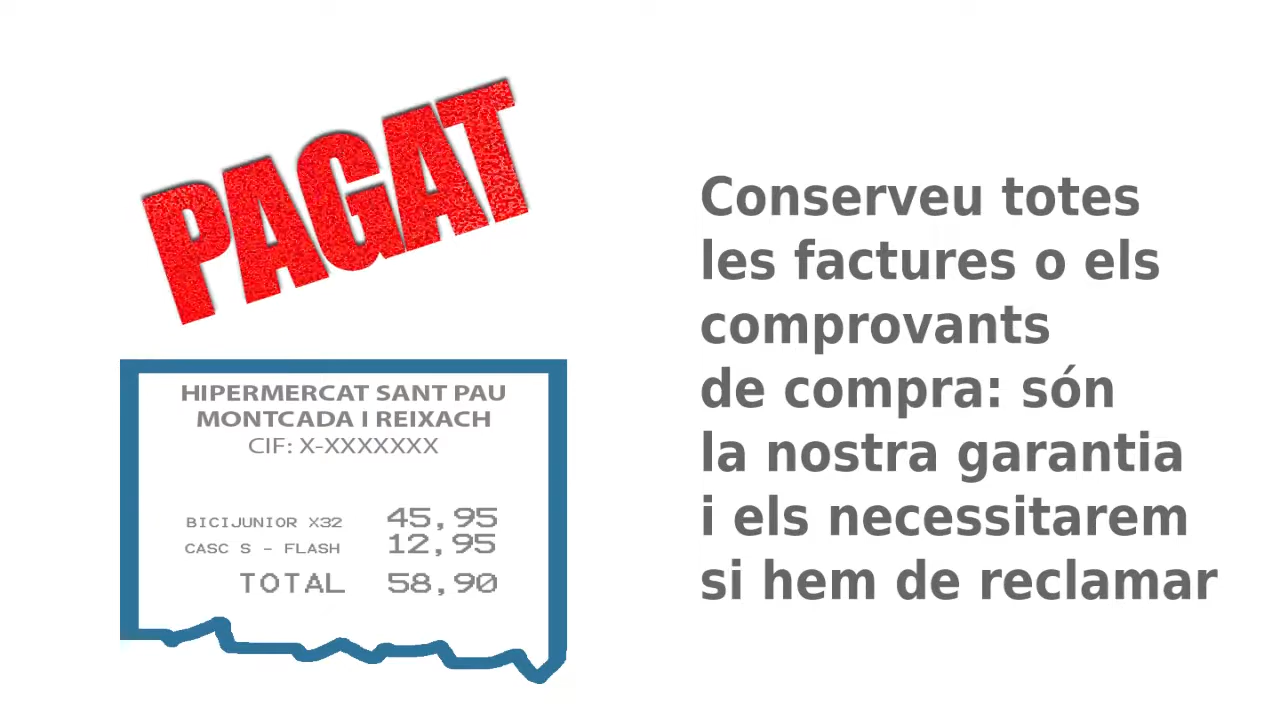 PAGAT
HIPERMERCAT SANT PAU
MONTCADA I REIXACH
CIF: X-XXXXXXX
BICIJUNIOR X32 45,95
CASC S - FLASH 12,95
TOTAL 58,90
Conserveu totes
les factures o els
comprovants
de compra: són
la nostra garantia
i els necessitarem
si hem de reclamar